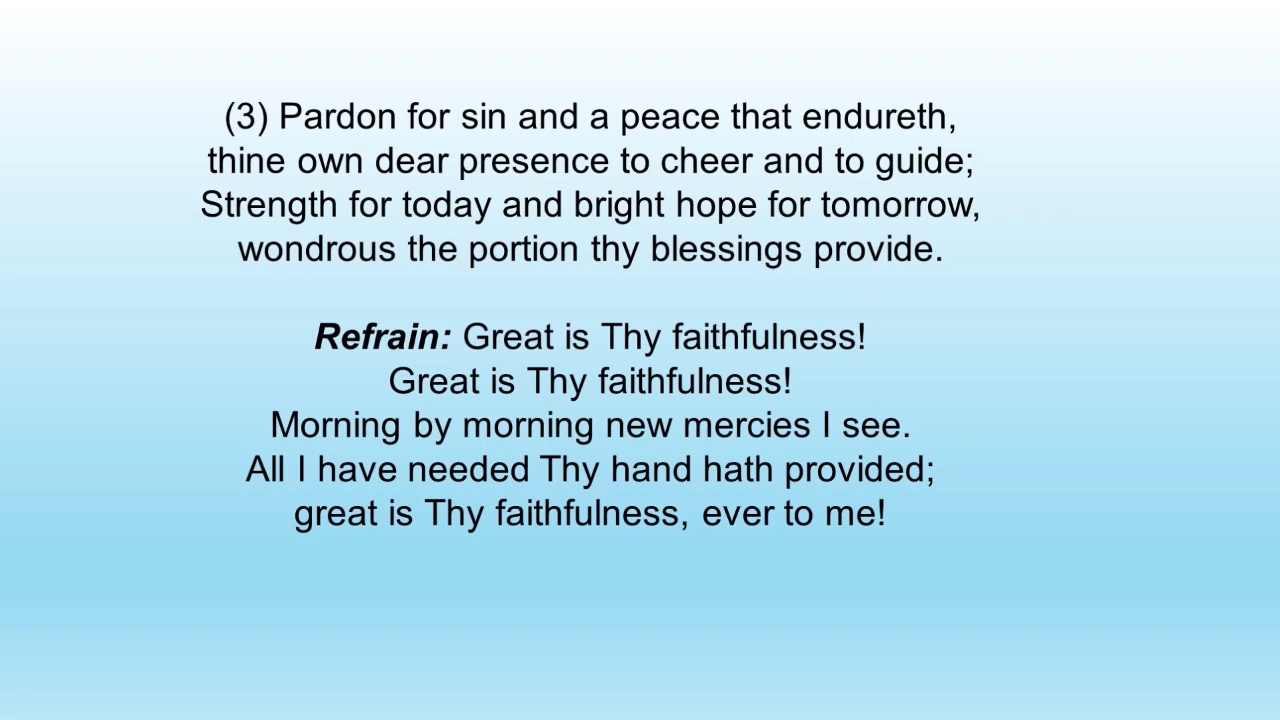 (3) Pardon for sin and a peace that endureth,
thine own dear presence to cheer and to guide;
Strength for today and bright hope for tomorrow,
wondrous the portion thy blessings provide.
Refrain: Great is Thy faithfulness!
Great is Thy faithfulness!
Morning by morning new mercies I see.
All I have needed Thy hand hath provided;
great is Thy faithfulness, ever to me!